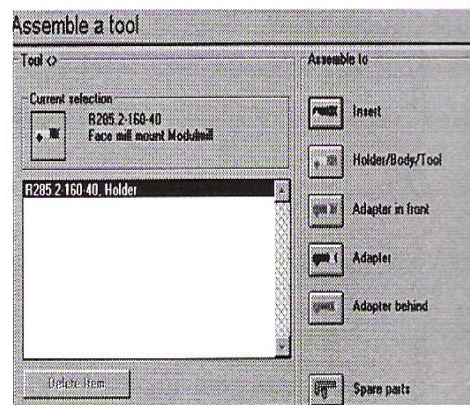 Assemble a tool
Tool <>
Current selection
R285.2-160-40
Face mill mount Modulmill
R285.2-160-40, Holder
Delete Item
Assemble to
Insert
Holder/Body/Tool
Adapter in front
Adapter
Adapter behind
Spare parts